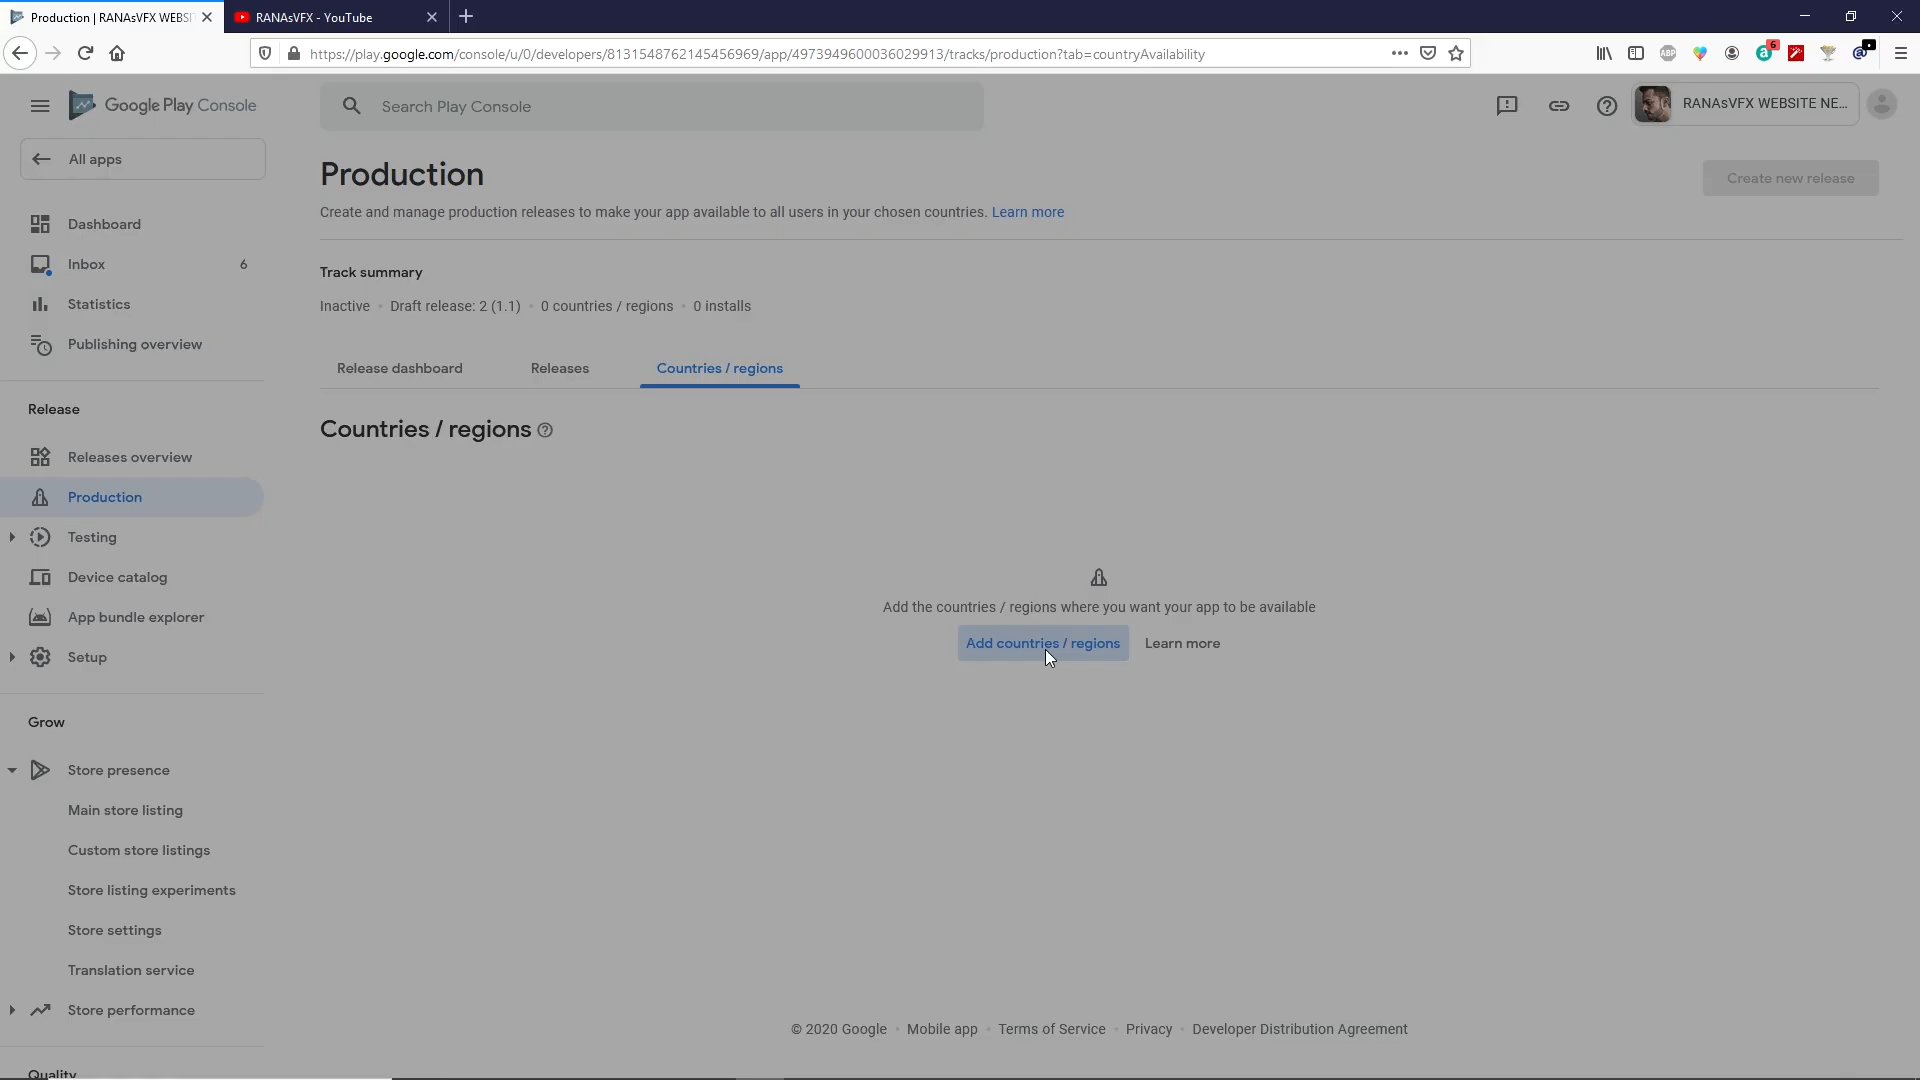 Production | RANAsVFX WEBSI
RANAsVFX - YouTube
https://play.google.com/console/u/0/developers/8131548762145456969/app/4973949600036029913/tracks/production?tab=countryAvailability
ABP
6
Google Play Console
Search Play Console
RANAsVFX WEBSITE NE...
All apps
Production
Create new release
Create and manage production releases to make your app available to all users in your chosen countries. Learn more
Dashboard
Inbox 6
Statistics
Publishing overview
Track summary
Inactive • Draft release: 2 (1.1) • 0 countries / regions • 0 installs
Release dashboard
Releases
Countries / regions
Release
Countries / regions
Releases overview
Production
Testing
Device catalog
App bundle explorer
Setup
Add the countries / regions where you want your app to be available
Add countries / regions
Learn more
Grow
Store presence
Main store listing
Custom store listings
Store listing experiments
Store settings
Translation service
Store performance
Quality
© 2020 Google • Mobile app • Terms of Service • Privacy • Developer Distribution Agreement